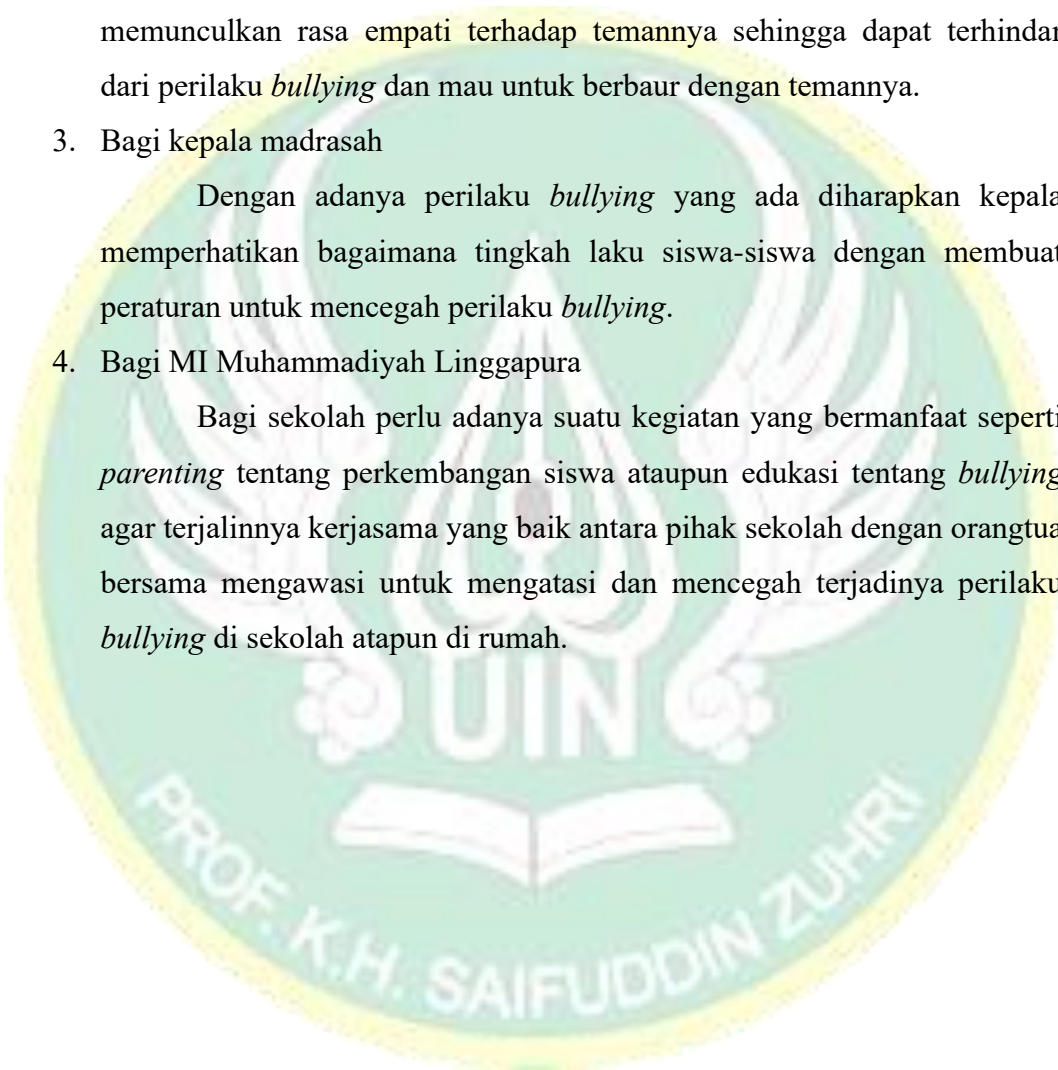 memunculkan rasa empati terhadap temannya sehingga dapat terhindar
dari perilaku bullying dan mau untuk berbaur dengan temannya.
3. Bagi kepala madrasah
Dengan adanya perilaku bullying yang ada diharapkan kepala
memperhatikan bagaimana tingkah laku siswa-siswa dengan membuat
peraturan untuk mencegah perilaku bullying.
4. Bagi MI Muhammadiyah Linggapura
Bagi sekolah perlu adanya suatu kegiatan yang bermanfaat seperti
parenting tentang perkembangan siswa ataupun edukasi tentang bullying
agar terjalinnya kerjasama yang baik antara pihak sekolah dengan orangtua
bersama mengawasi untuk mengatasi dan mencegah terjadinya perilaku
bullying di sekolah atapun di rumah.
UIN
PROF. K.H. SAIFUDDIN ZUHRI